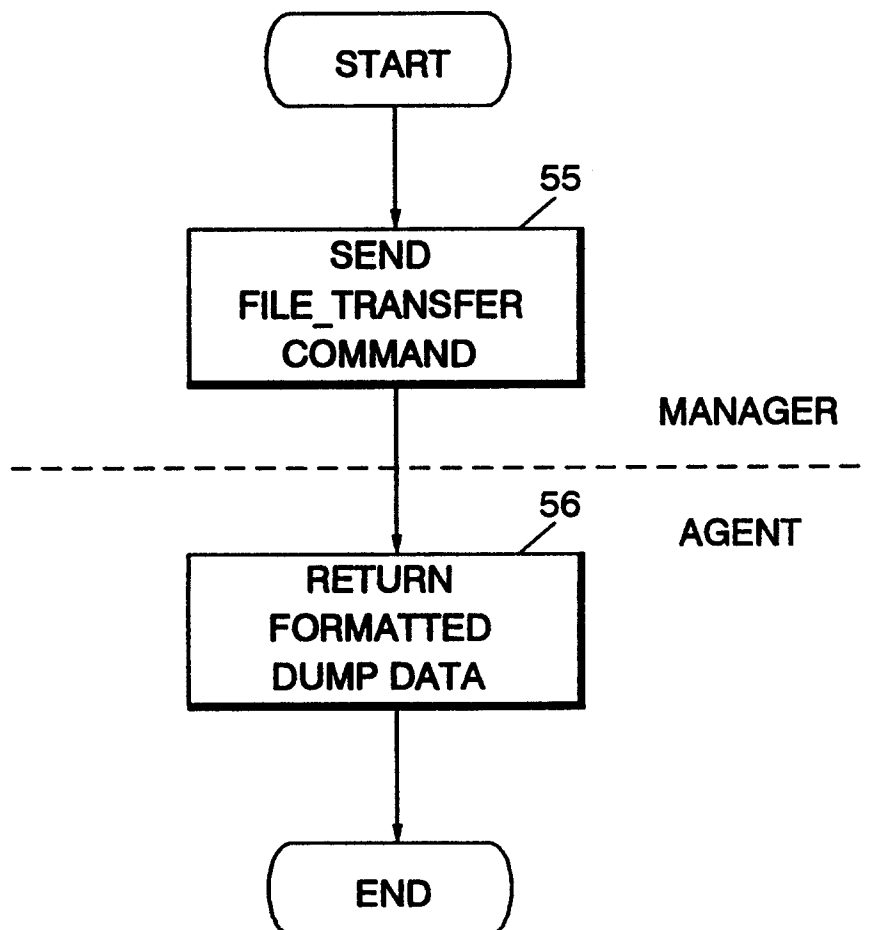 START
55
SEND
FILE_TRANSFER
COMMAND
MANAGER
56
AGENT
RETURN
FORMATTED
DUMP DATA
END